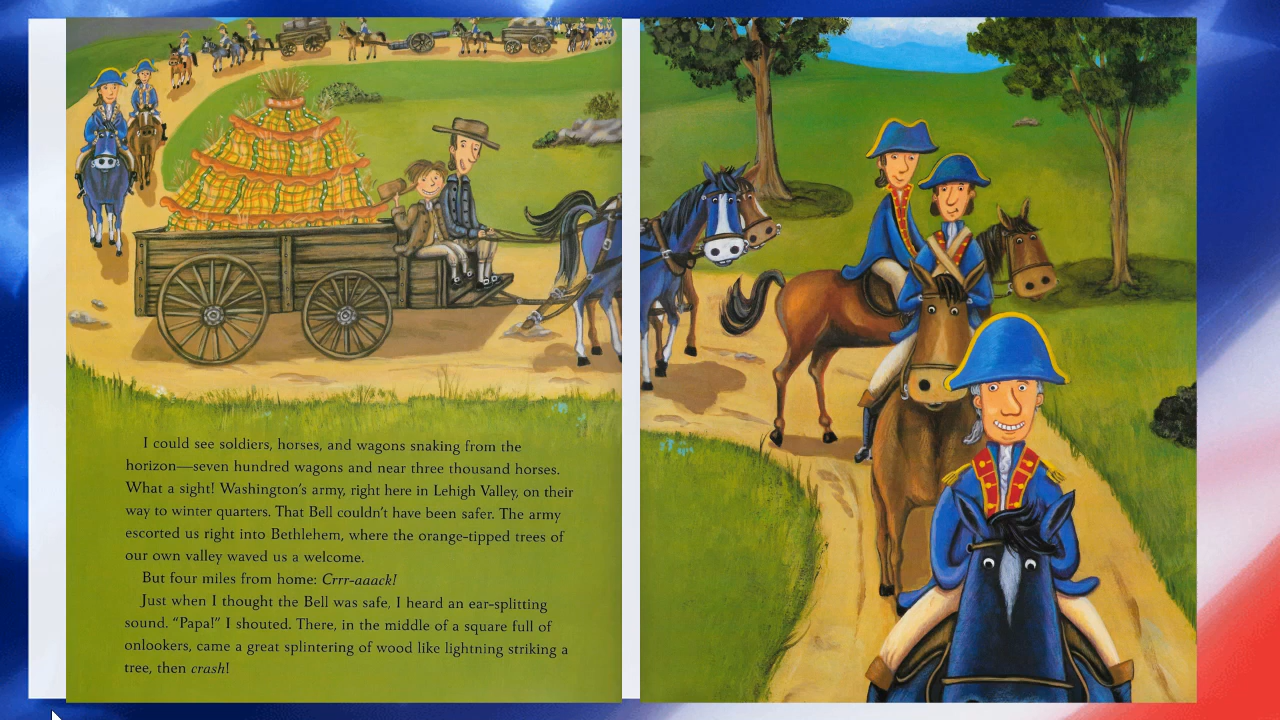 I could see soldiers, horses, and wagons snaking from the
horizon—seven hundred wagons and near three thousand horses.
What a sight! Washington's army, right here in Lehigh Valley, on their
way to winter quarters. That Bell couldn't have been safer. The army
escorted us right into Bethlehem, where the orange-tipped trees of
our own valley waved us a welcome.
But four miles from home: Crrr-aaack!
Just when I thought the Bell was safe, I heard an ear-splitting
sound. “Papa!” I shouted. There, in the middle of a square full of
onlookers, came a great splintering of wood like lightning striking a
tree, then crash!